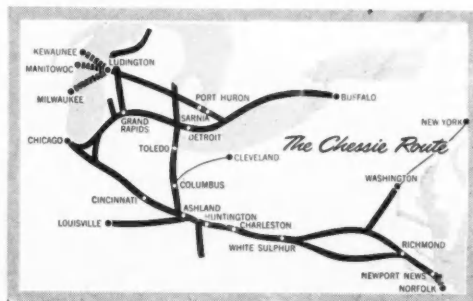 KEWAUNEE
LUDINGTON
MANITOWOC
MILWAUKEE
PORT HURON
BUFFALO
SARNIA
GRAND
RAPIDS
DETROIT
NEW YORK
The Chessie Route
CHICAGO
TOLEDO
CLEVELAND
WASHINGTON
COLUMBUS
CINCINNATI
ASHLAND
LOUISVILLE
HUNTINGTON
CHARLESTON
WHITE SULPHUR
RICHMOND
NEWPORT NEWS
NORFOLK